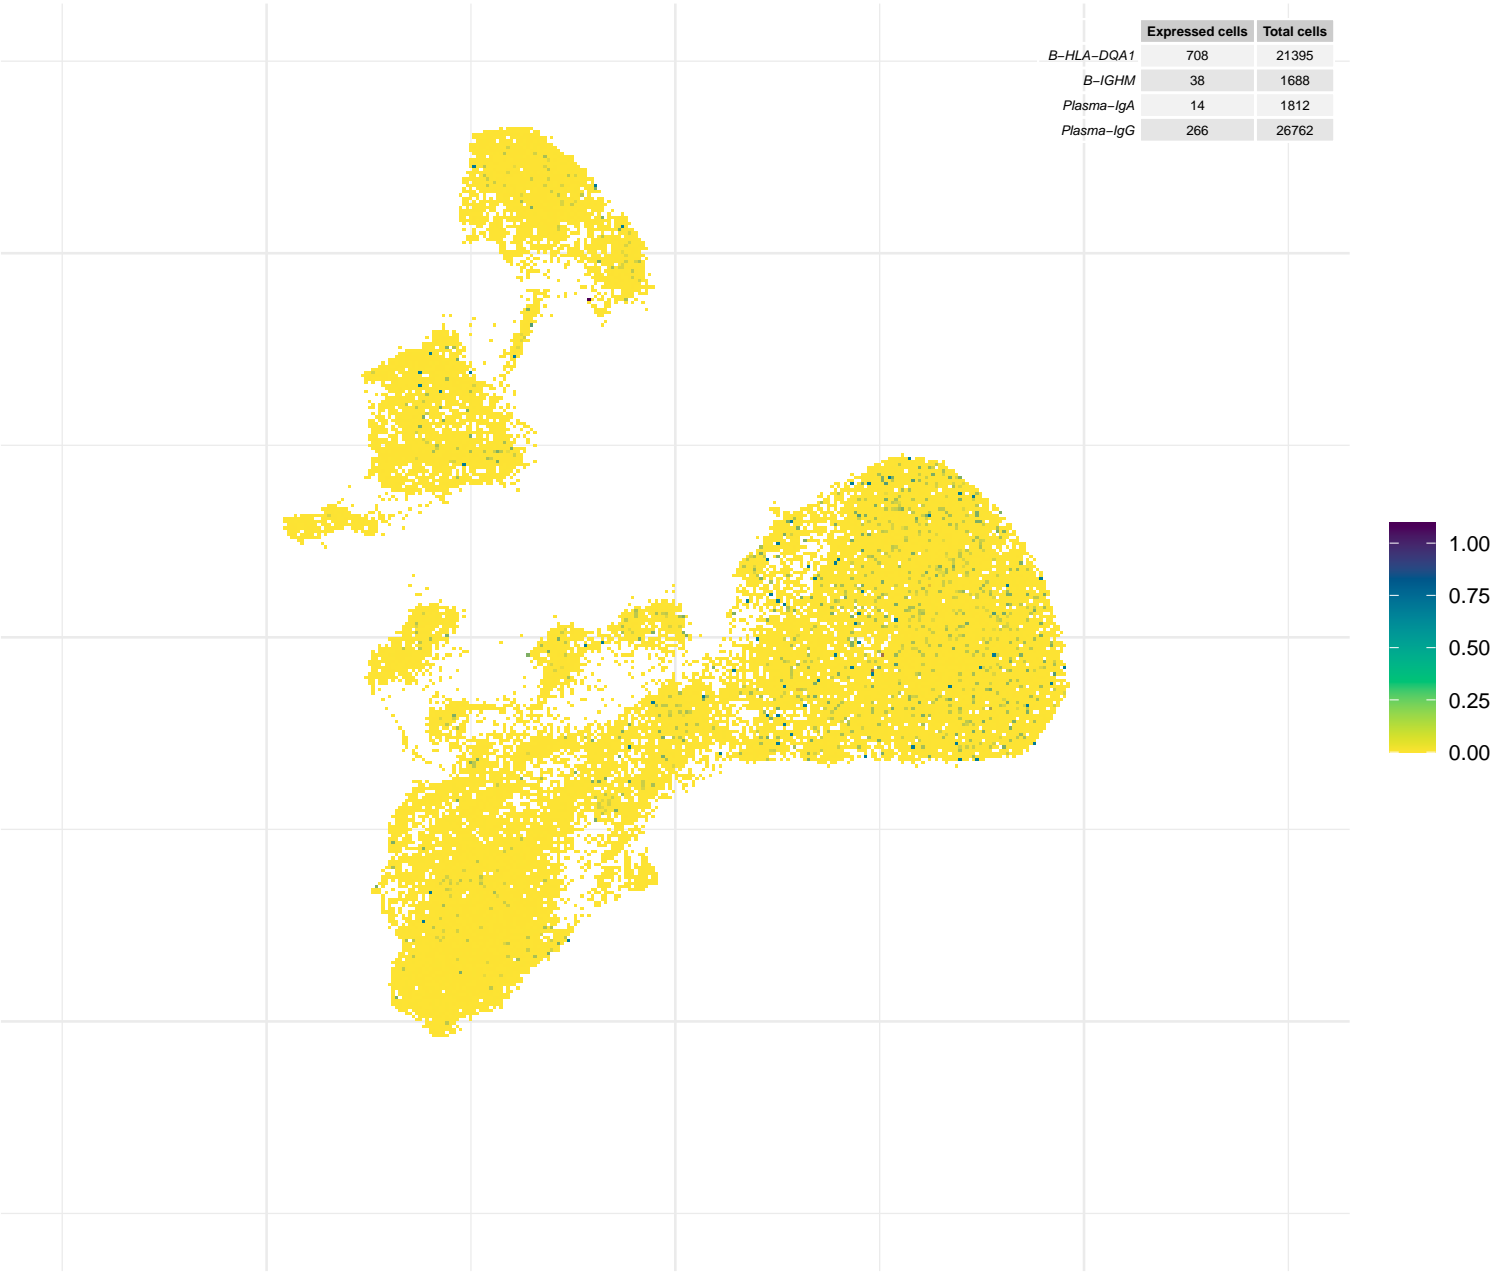 Expressed cells Total cells
B−HLA−DQA1 708 21395
B−IGHM 38 1688
Plasma−IgA 14 1812
Plasma−IgG 266 26762
1.00
0.75
0.50
0.25
0.00